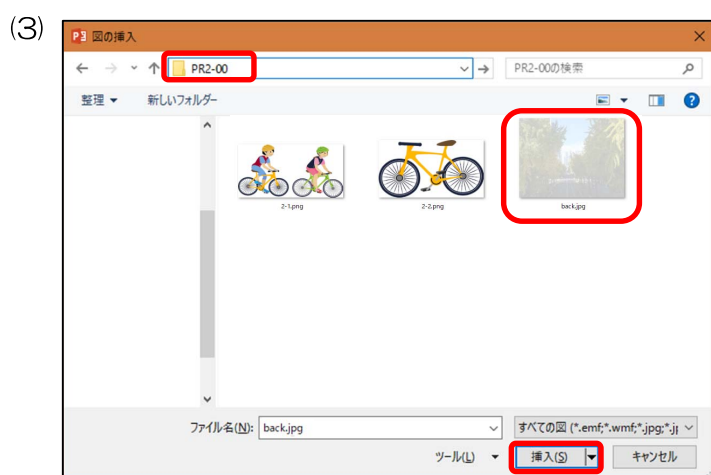 (3)
図の挿入
PR2-00
PR2-00の検索
整理
新しいフォルダー
2-1.png
2-2.png
back.jpg
ファイル名(N): back.jpg
すべての図 (*.emf;*.wmf;*.jpg;*.j
ツール(L)
挿入(S)
キャンセル